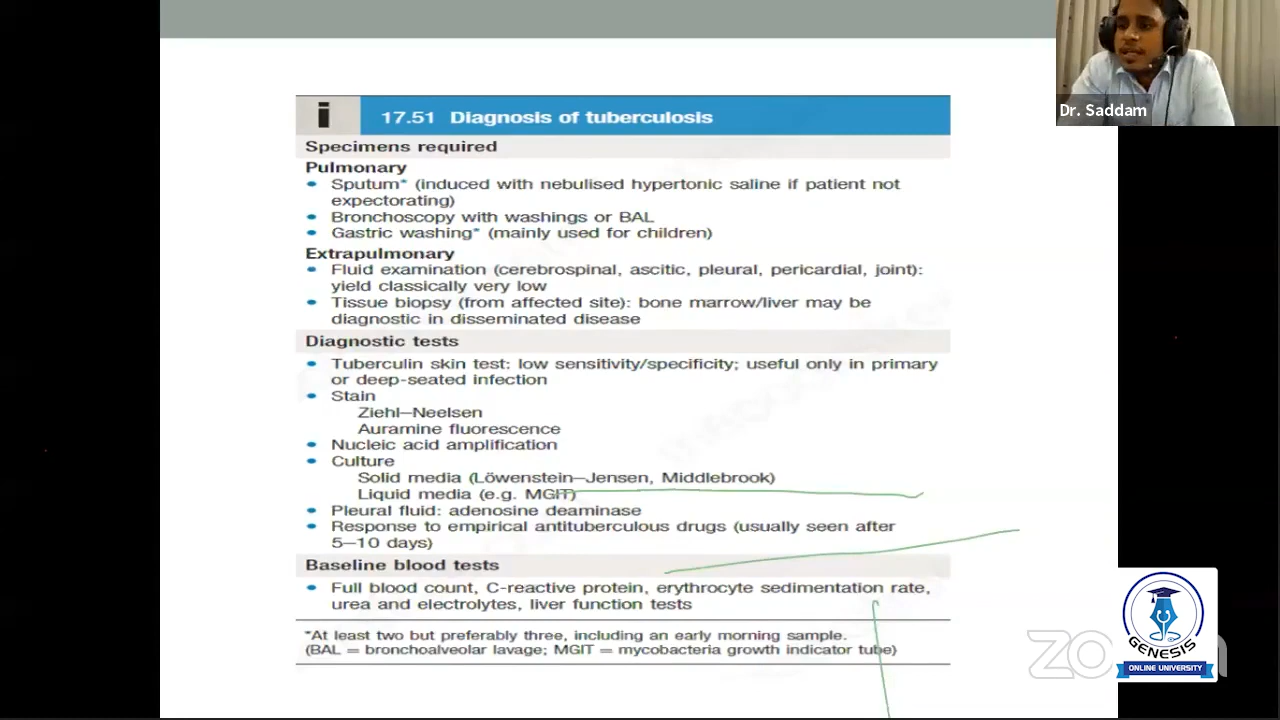 Dr. Saddam
i 17.51 Diagnosis of tuberculosis
Specimens required
Pulmonary
• Sputum* (induced with nebulised hypertonic saline if patient not
expectorating)
• Bronchoscopy with washings or BAL
• Gastric washing* (mainly used for children)
Extrapulmonary
• Fluid examination (cerebrospinal, ascitic, pleural, pericardial, joint):
yield classically very low
• Tissue biopsy (from affected site): bone marrow/liver may be
diagnostic in disseminated disease
Diagnostic tests
• Tuberculin skin test: low sensitivity/specificity; useful only in primary
or deep-seated infection
• Stain
Ziehl–Neelsen
Auramine fluorescence
• Nucleic acid amplification
• Culture
Solid media (Löwenstein–Jensen, Middlebrook)
Liquid media (e.g. MGIT)
• Pleural fluid: adenosine deaminase
• Response to empirical antituberculous drugs (usually seen after
5–10 days)
Baseline blood tests
• Full blood count, C-reactive protein, erythrocyte sedimentation rate,
urea and electrolytes, liver function tests
*At least two but preferably three, including an early morning sample.
(BAL = bronchoalveolar lavage; MGIT = mycobacteria growth indicator tube)
GENESIS
ONLINE UNIVERSITY